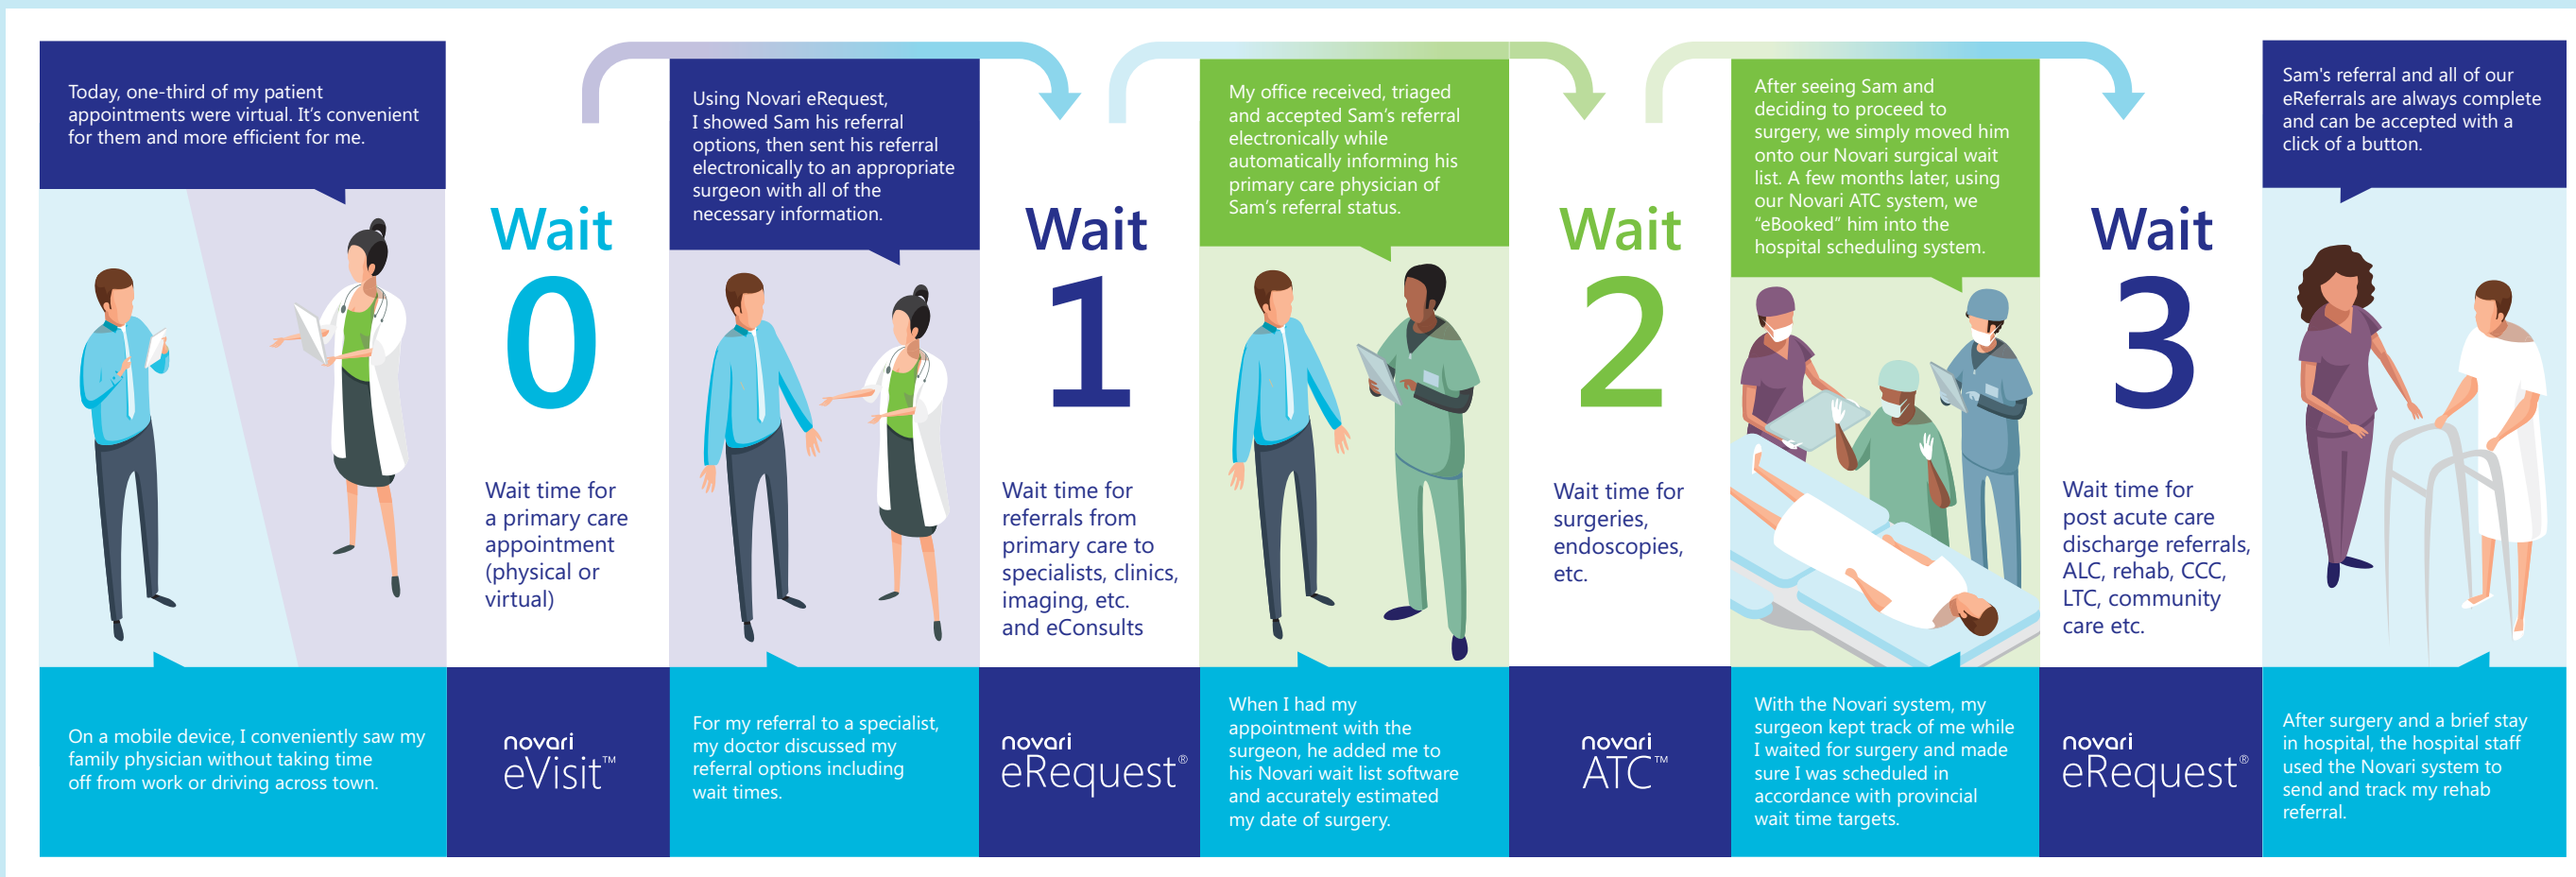 Today, one-third of my patient
appointments were virtual. It’s convenient
for them and more efficient for me.
On a mobile device, I conveniently saw my
family physician without taking time
off from work or driving across town.
Wait
0
Wait time for
a primary care
appointment
(physical or
virtual)
novari
eVisit™
Using Novari eRequest,
I showed Sam his referral
options, then sent his referral
electronically to an appropriate
surgeon with all of the
necessary information.
For my referral to a specialist,
my doctor discussed my
referral options including
wait times.
Wait
1
Wait time for
referrals from
primary care to
specialists, clinics,
imaging, etc.
and eConsults
novari
eRequest®
My office received, triaged
and accepted Sam’s referral
electronically while
automatically informing his
primary care physician of
Sam’s referral status.
When I had my
appointment with the
surgeon, he added me to
his Novari wait list software
and accurately estimated
my date of surgery.
Wait
2
Wait time for
surgeries,
endoscopies,
etc.
novari
ATC™
After seeing Sam and
deciding to proceed to
surgery, we simply moved him
onto our Novari surgical wait
list. A few months later, using
our Novari ATC system, we
“eBooked” him into the
hospital scheduling system.
With the Novari system, my
surgeon kept track of me while
I waited for surgery and made
sure I was scheduled in
accordance with provincial
wait time targets.
Wait
3
Wait time for
post acute care
discharge referrals,
ALC, rehab, CCC,
LTC, community
care etc.
novari
eRequest®
Sam's referral and all of our
eReferrals are always complete
and can be accepted with a
click of a button.
After surgery and a brief stay
in hospital, the hospital staff
used the Novari system to
send and track my rehab
referral.